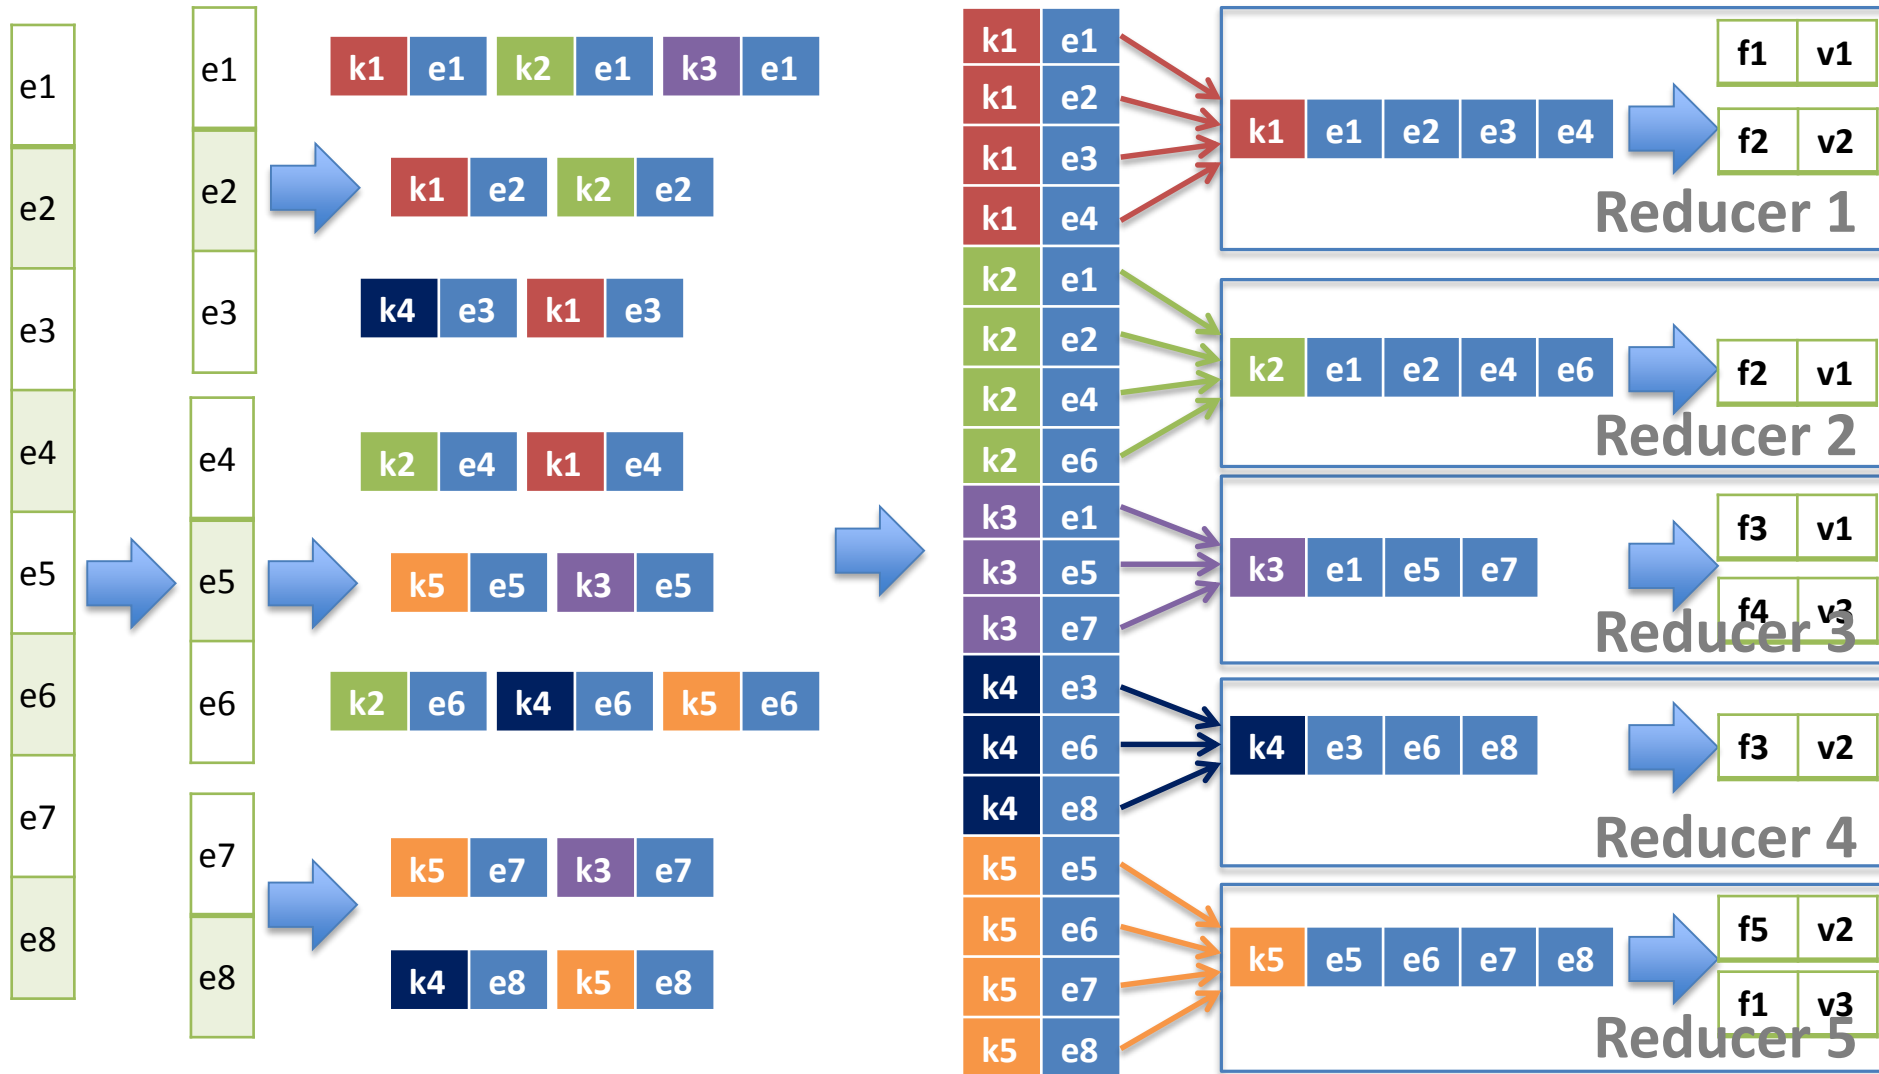 e1
e2
e3
e4
e5
e6
e7
e8
e1
e2
e3
e4
e5
e6
e7
e8
k1 e1 k2 e1 k3 e1
k1 e2 k2 e2
k4 e3 k1 e3
k2 e4 k1 e4
k5 e5 k3 e5
k2 e6 k4 e6 k5 e6
k5 e7 k3 e7
k4 e8 k5 e8
k1 e1
k1 e2
k1 e3
k1 e4
k2 e1
k2 e2
k2 e4
k2 e6
k3 e1
k3 e5
k3 e7
k4 e3
k4 e6
k4 e8
k5 e5
k5 e6
k5 e7
k5 e8
k1 e1 e2 e3 e4
f1 v1
f2 v2
Reducer 1
k2 e1 e2 e4 e6
f2 v1
Reducer 2
k3 e1 e5 e7
f3 v1
f4 v3
Reducer 3
k4 e3 e6 e8
f3 v2
Reducer 4
k5 e5 e6 e7 e8
f5 v2
f1 v3
Reducer 5